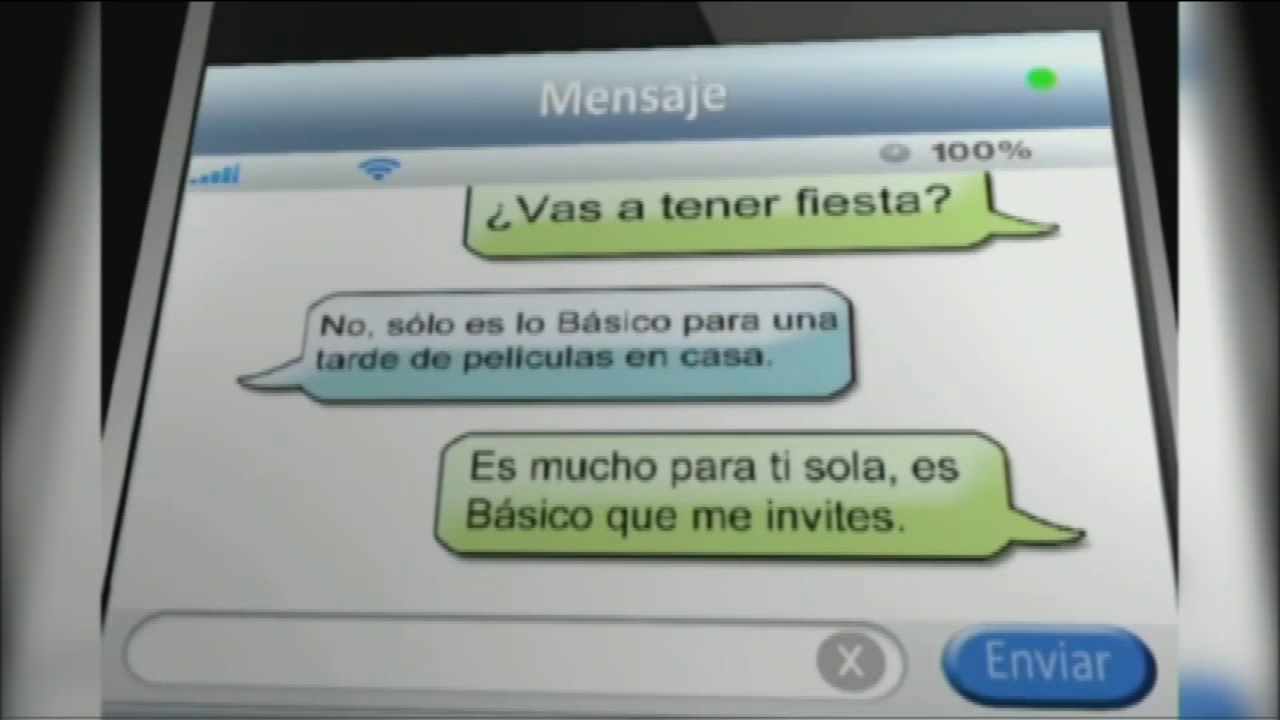 Mensaje
100%
¿Vas a tener fiesta?
No, sólo es lo Básico para una
tarde de películas en casa.
Es mucho para ti sola, es
Básico que me invites.
X
Enviar